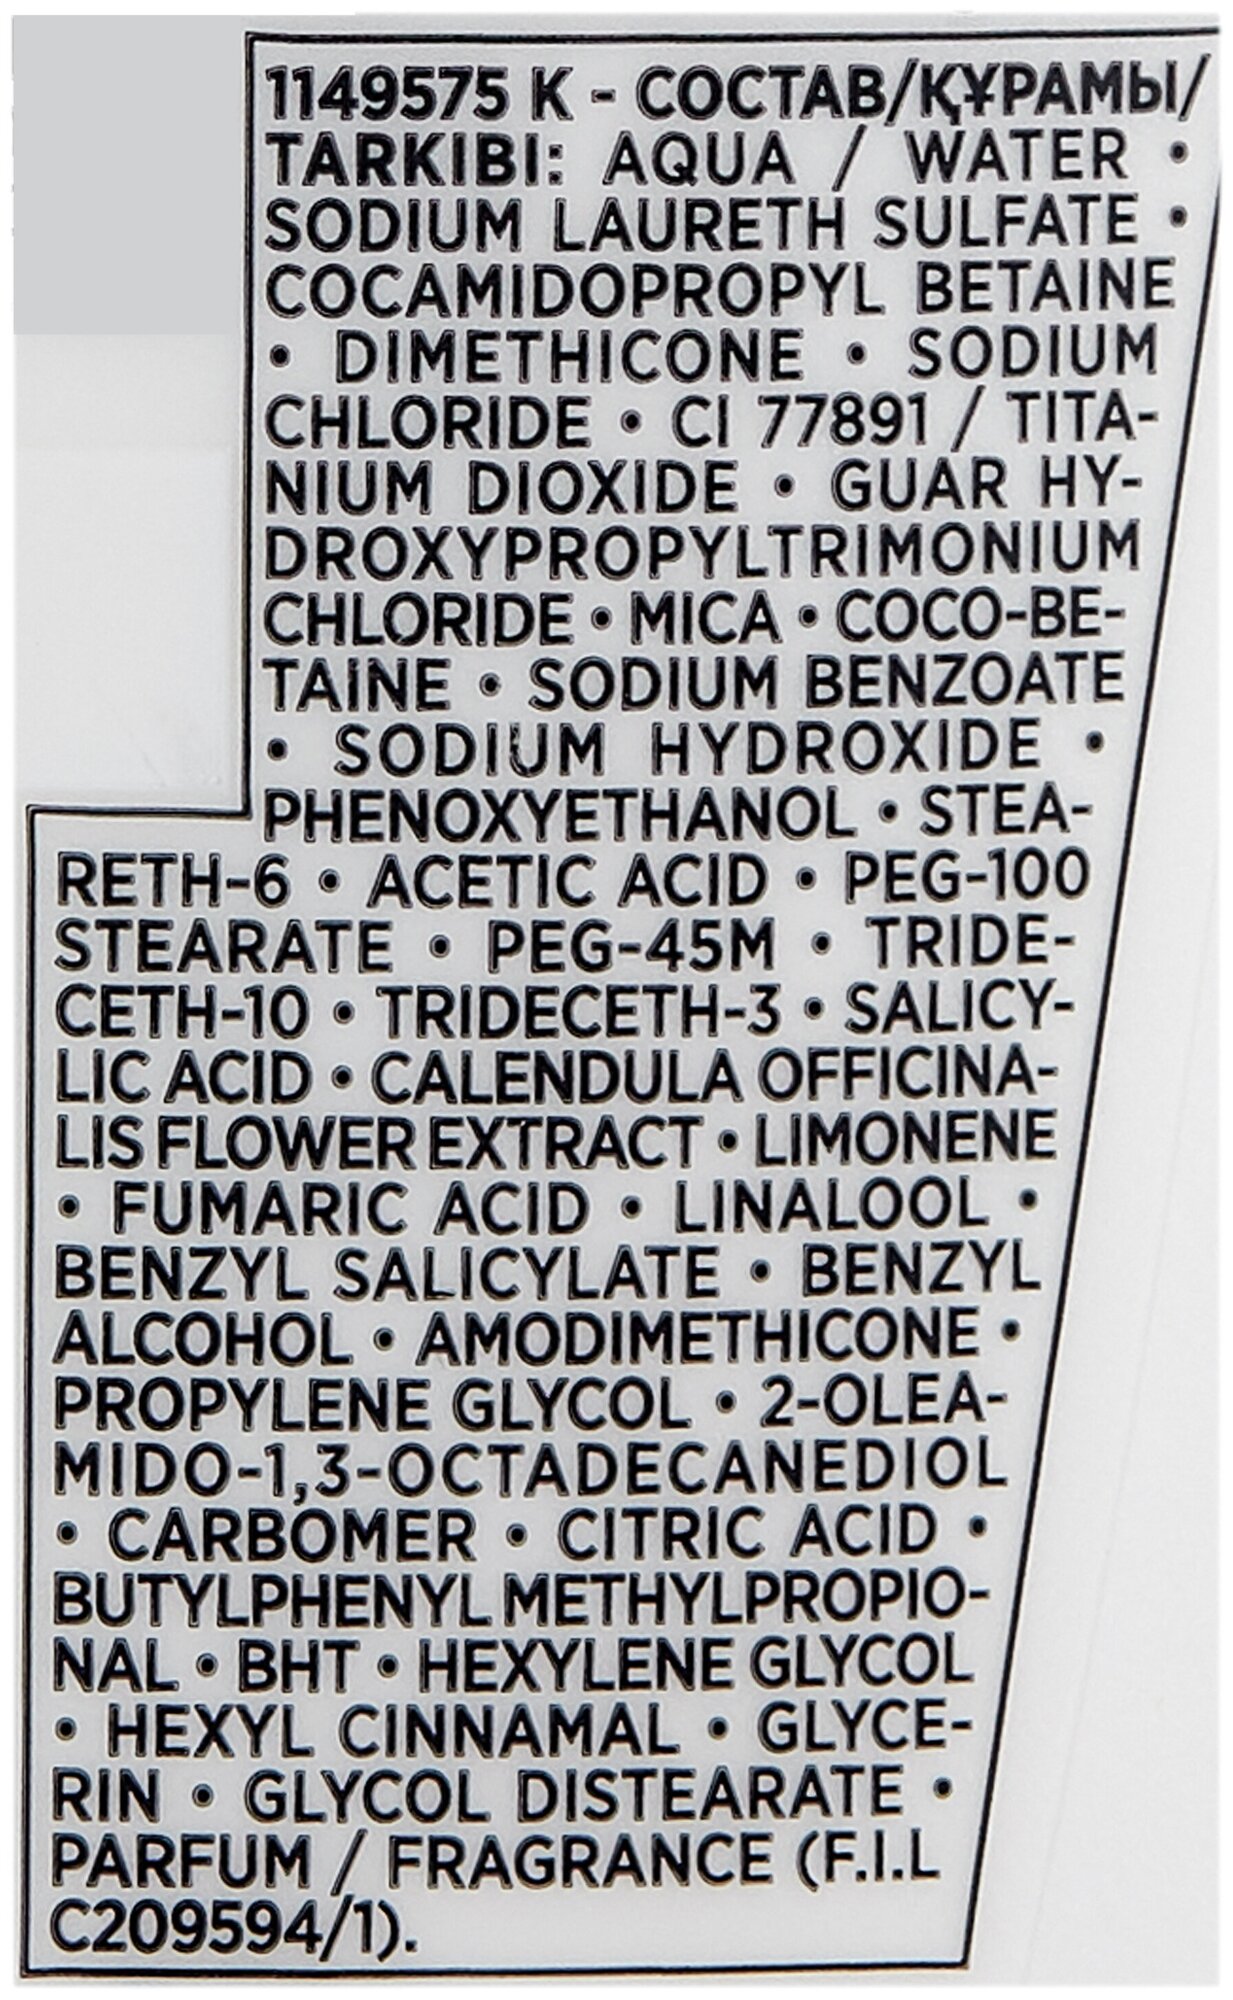 1149575 K - СОСТАВ/ҚҰРАМЫ/
TARKIBI: AQUA / WATER •
SODIUM LAURETH SULFATE •
COCAMIDOPROPYL BETAINE
• DIMETHICONE • SODIUM
CHLORIDE • CI 77891 / TITA-
NIUM DIOXIDE • GUAR HY-
DROXYPROPYLTRIMONIUM
CHLORIDE • MICA • COCO-BE-
TAINE • SODIUM BENZOATE
• SODIUM HYDROXIDE •
PHENOXYETHANOL • STEA-
RETH-6 • ACETIC ACID • PEG-100
STEARATE • PEG-45M • TRIDE-
CETH-10 • TRIDECETH-3 • SALICY-
LIC ACID • CALENDULA OFFICINA-
LIS FLOWER EXTRACT • LIMONENE
• FUMARIC ACID • LINALOOL •
BENZYL SALICYLATE • BENZYL
ALCOHOL • AMODIMETHICONE •
PROPYLENE GLYCOL • 2-OLEA-
MIDO-1,3-OCTADECANEDIOL
• CARBOMER • CITRIC ACID •
BUTYLPHENYL METHYLPROPIO-
NAL • BHT • HEXYLENE GLYCOL
• HEXYL CINNAMAL • GLYCE-
RIN • GLYCOL DISTEARATE •
PARFUM / FRAGRANCE (F.I.L
C209594/1).